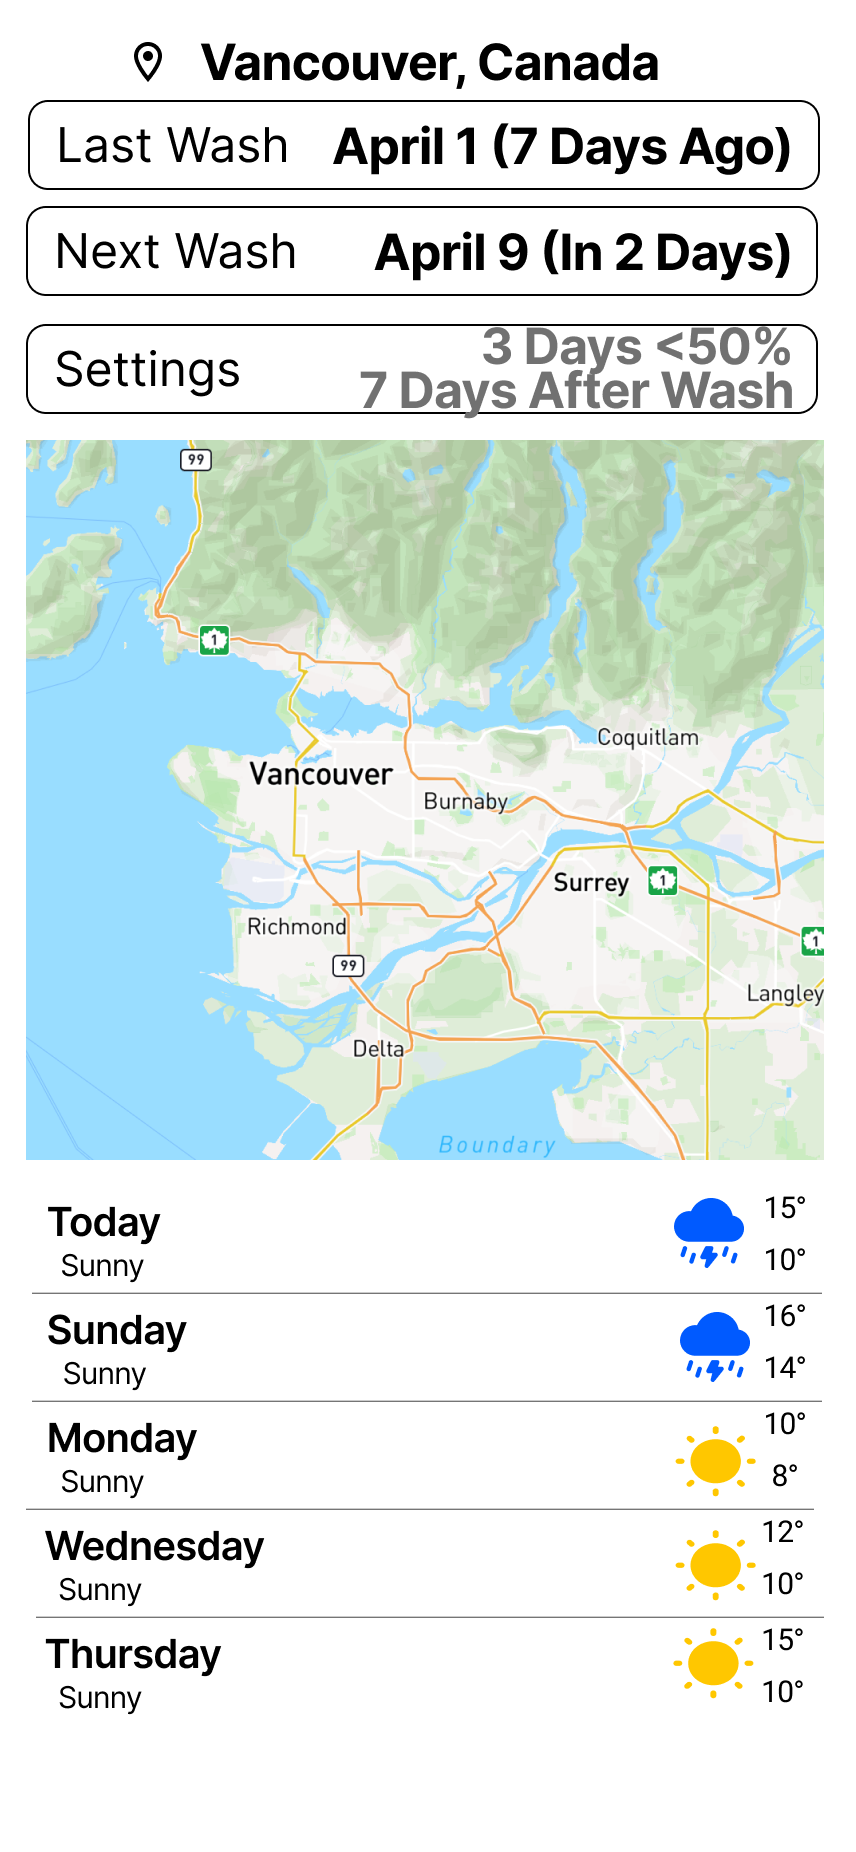 Vancouver, Canada
Last Wash April 1 (7 Days Ago)
Next Wash April 9 (In 2 Days)
Settings 3 Days <50%
7 Days After Wash
99
1
Coquitlam
Vancouver
Burnaby
Surrey 1
Richmond
1
99
Langley
Delta
Boundary
Today 15°
Sunny 10°
Sunday 16°
Sunny 14°
Monday 10°
Sunny 8°
Wednesday 12°
Sunny 10°
Thursday 15°
Sunny 10°